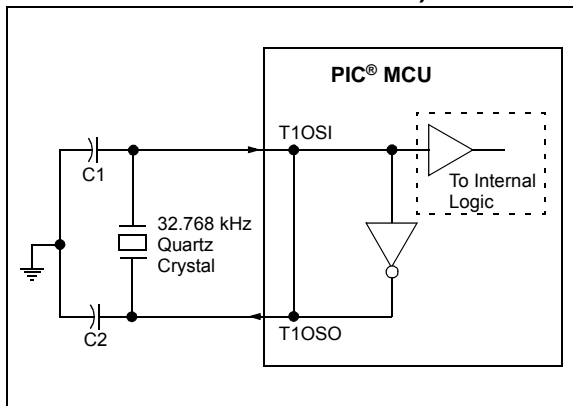 PIC® MCU
T1OSI
C1
To Internal
Logic
32.768 kHz
Quartz
Crystal
T1OSO
C2